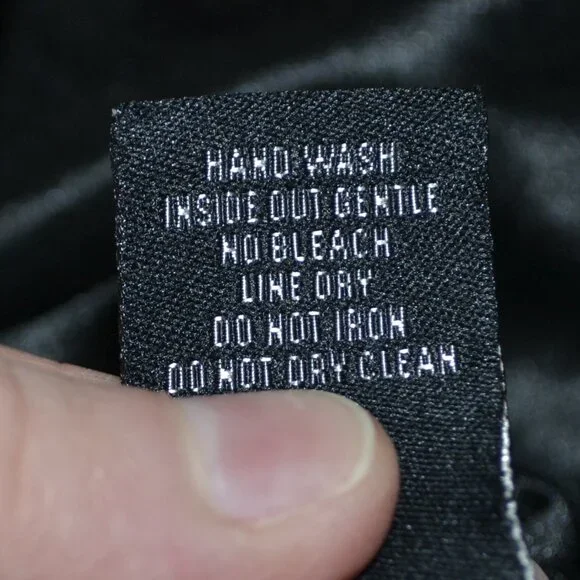 HAND WASH
INSIDE OUT GENTLE
NO BLEACH
LINE DRY
DO NOT IRON
DO NOT DRY CLEAN